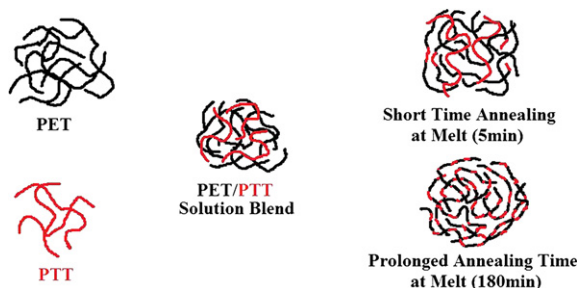 PET
PTT
PET/PTT
Solution Blend
Short Time Annealing
at Melt (5min)
Prolonged Annealing Time
at Melt (180min)